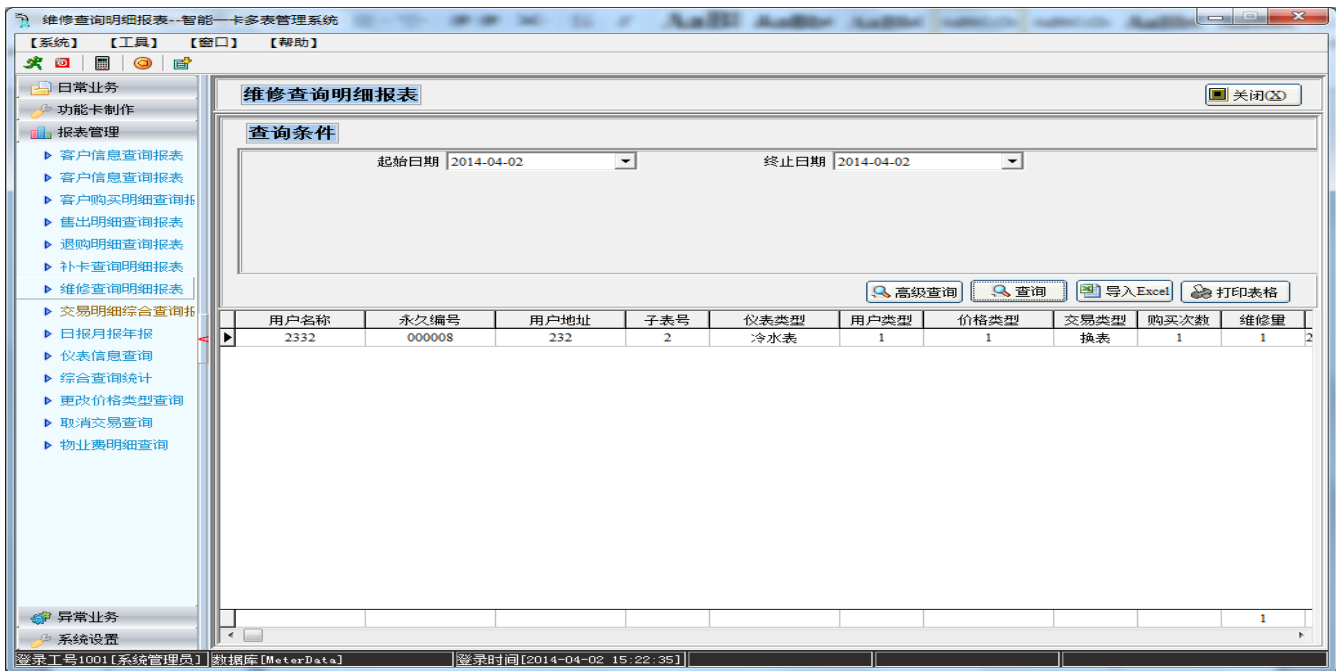 维修查询明细报表--智能一卡多表管理系统
【系统】 【工具】 【窗口】 【帮助】
日常业务
功能卡制作
报表管理
客户信息查询报表
客户信息查询报表
客户购买明细查询报
售出明细查询报表
退购明细查询报表
补卡查询明细报表
维修查询明细报表
交易明细综合查询报
日报月报年报
仪表信息查询
综合查询统计
更改价格类型查询
取消交易查询
物业费明细查询
异常业务
系统设置
维修查询明细报表 关闭(X)
查询条件
起始日期 2014-04-02 终止日期 2014-04-02
高级查询 查询 导入Excel 打印表格
用户名称 永久编号 用户地址 子表号 仪表类型 用户类型 价格类型 交易类型 购买次数 维修量
2332 000008 232 2 冷水表 1 1 换表 1 1 2
1
登录工号1001[系统管理员] 数据库[MeterData] 登录时间[2014-04-02 15:22:35]